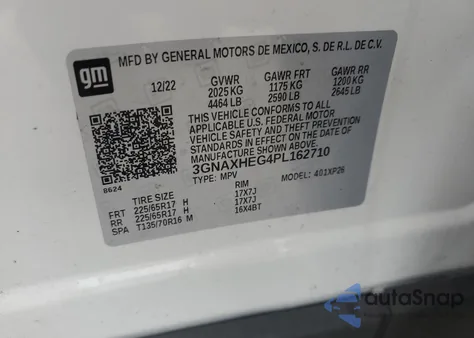 gm
MFD BY GENERAL MOTORS DE MEXICO, S. DE R.L. DE C.V.
12/22 GVWR GAWR FRT GAWR RR
2025 KG 1175 KG 1200 KG
4464 LB 2590 LB 2645 LB
THIS VEHICLE CONFORMS TO ALL
APPLICABLE U.S. FEDERAL MOTOR
VEHICLE SAFETY AND THEFT
PREVENTION STANDARDS IN EFFECT
ON THE DATE OF MANUFACTURE
SHOWN ABOVE.
3GNAXHEG4PL162710
8624 TYPE: MPV MODEL: 401XP26
TIRE SIZE RIM
FRT 225/65R17 H 17X7J
RR 225/65R17 H 17X7J
SPA T135/70R16 M 16X4BT
autoSnap